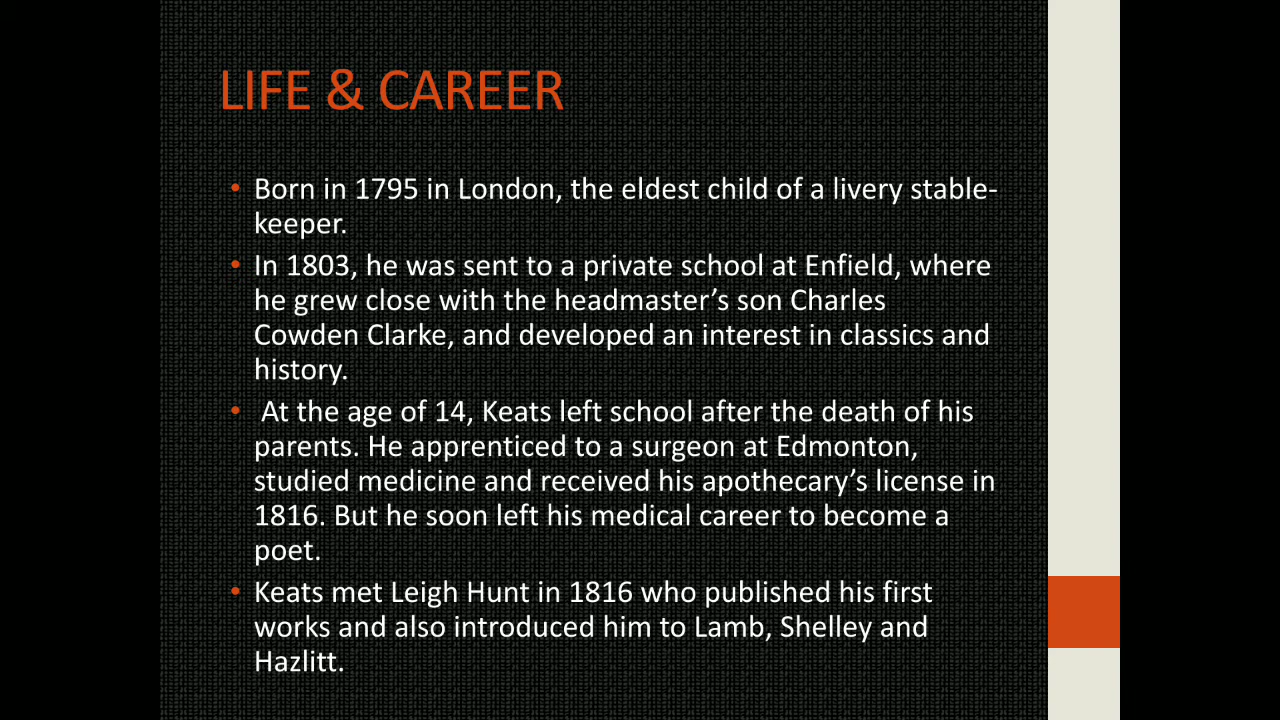 LIFE & CAREER
• Born in 1795 in London, the eldest child of a livery stable-
keeper.
• In 1803, he was sent to a private school at Enfield, where
he grew close with the headmaster’s son Charles
Cowden Clarke, and developed an interest in classics and
history.
• At the age of 14, Keats left school after the death of his
parents. He apprenticed to a surgeon at Edmonton,
studied medicine and received his apothecary’s license in
1816. But he soon left his medical career to become a
poet.
• Keats met Leigh Hunt in 1816 who published his first
works and also introduced him to Lamb, Shelley and
Hazlitt.